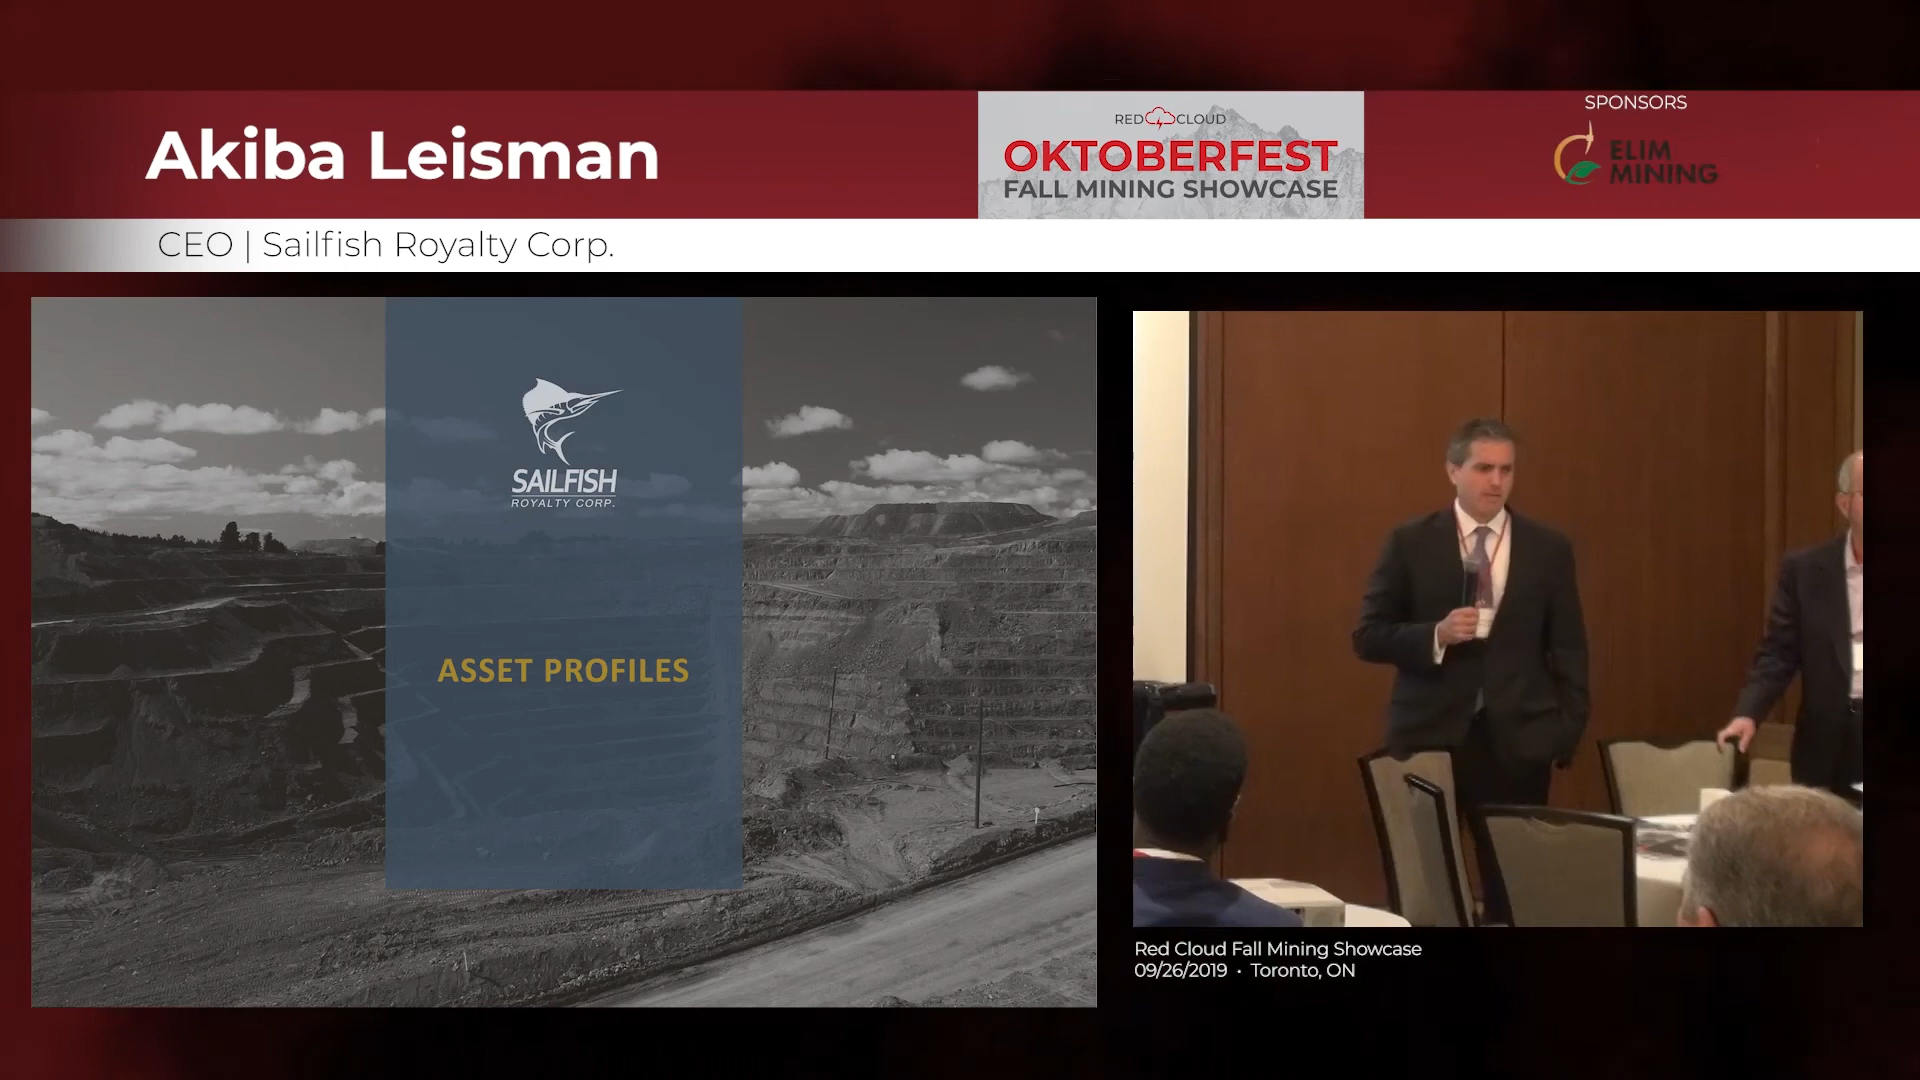 Akiba Leisman
CEO | Sailfish Royalty Corp.
RED CLOUD
OKTOBERFEST
FALL MINING SHOWCASE
SPONSORS
ELIM
MINING
SAILFISH
ROYALTY CORP.
ASSET PROFILES
Red Cloud Fall Mining Showcase
09/26/2019 • Toronto, ON